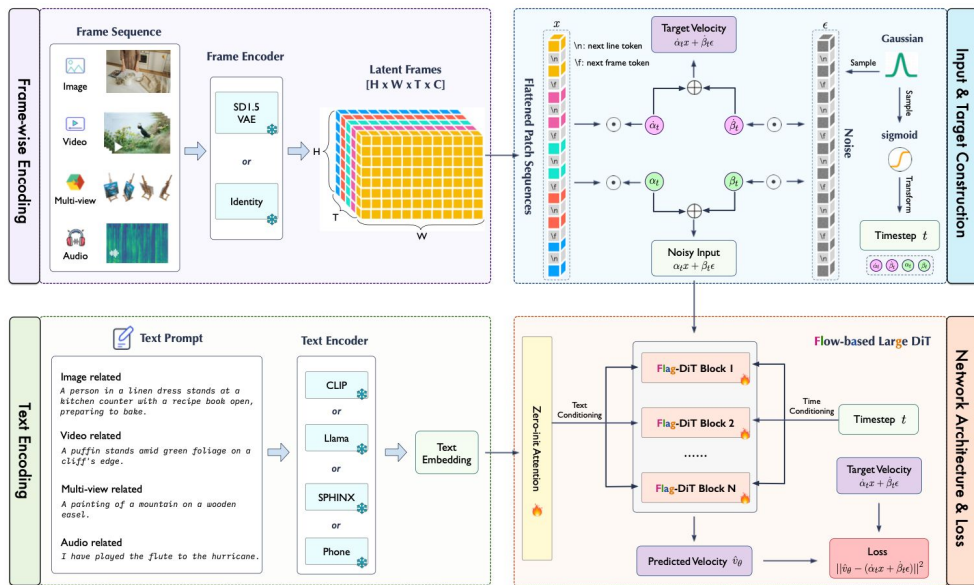 Frame-wise Encoding
Frame Sequence
Image
Video
Multi-view
Audio
Frame Encoder
SD1.5
VAE
or
Identity
Latent Frames
[H x W x T x C]
H
T
W
Input & Target Construction
Flattened Patch Sequences
x
\n
\n
\f
\n
\n
\f
\n
\n
\f
\n
\n
\f
\n
\n
\n: next line token
\f: next frame token
Target Velocity
α̇ₜx + β̇ₜϵ
α̇ₜ
β̇ₜ
αₜ
βₜ
Noisy Input
αₜx + βₜϵ
ϵ
\n
\n
\f
\n
\n
\f
\n
\n
\f
\n
\n
\f
\n
\n
Noise
Gaussian
Sample
Sample
sigmoid
Transform
Timestep t
α̇ₜ β̇ₜ αₜ βₜ
Text Encoding
Text Prompt
Image related
A person in a linen dress stands at a
kitchen counter with a recipe book open,
preparing to bake.
Video related
A puffin stands amid green foliage on a
cliff's edge.
Multi-view related
A painting of a mountain on a wooden
easel.
Audio related
I have played the flute to the hurricane.
Text Encoder
CLIP
or
Llama
or
SPHINX
or
Phone
Text
Embedding
Network Architecture & Loss
Zero-init Attention
Text
Conditioning
Flow-based Large DiT
Flag-DiT Block 1
Flag-DiT Block 2
......
Flag-DiT Block N
Time
Conditioning
Timestep t
Target Velocity
α̇ₜx + β̇ₜϵ
Predicted Velocity v̂θ
Loss
||v̂θ − (α̇ₜx + β̇ₜϵ)||²